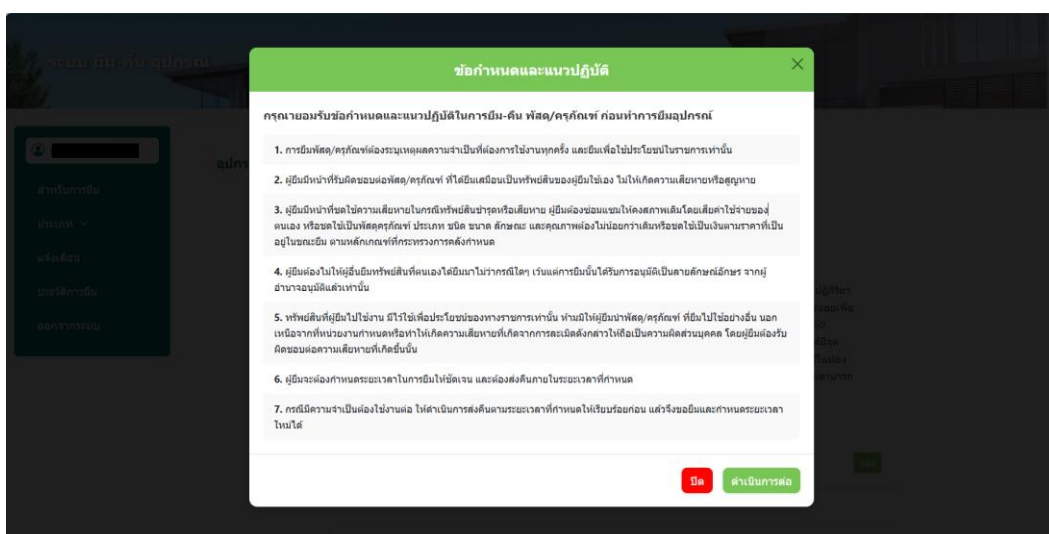 ระบบ ยืม-คืน อุปกรณ์
ข้อกำหนดและแนวปฏิบัติ
กรุณายอมรับข้อกำหนดและแนวปฏิบัติในการยืม-คืน พัสดุ/ครุภัณฑ์ ก่อนทำการยืมอุปกรณ์
1. การยืมพัสดุ/ครุภัณฑ์ต้องระบุเหตุผลความจำเป็นที่ต้องการใช้งานทุกครั้ง และยืมเพื่อใช้ประโยชน์ในราชการเท่านั้น
2. ผู้ยืมมีหน้าที่รับผิดชอบต่อพัสดุ/ครุภัณฑ์ ที่ได้ยืมเสมือนเป็นทรัพย์สินของผู้ยืมใช้เอง ไม่ให้เกิดความเสียหายหรือสูญหาย
3. ผู้ยืมมีหน้าที่ชดใช้ความเสียหายในกรณีทรัพย์สินชำรุดหรือเสียหาย ผู้ยืมต้องซ่อมแซมให้คงสภาพเดิมโดยเสียค่าใช้จ่ายของ
ตนเอง หรือชดใช้เป็นพัสดุครุภัณฑ์ ประเภท ชนิด ขนาด ลักษณะ และคุณภาพต้องไม่น้อยกว่าเดิมหรือชดใช้เป็นเงินตามราคาที่เป็น
อยู่ในขณะยืม ตามหลักเกณฑ์ที่กระทรวงการคลังกำหนด
4. ผู้ยืมต้องไม่ให้ผู้อื่นยืมทรัพย์สินที่ตนเองได้ยืมมาไม่ว่ากรณีใดๆ เว้นแต่การยืมนั้นได้รับการอนุมัติเป็นลายลักษณ์อักษร จากผู้
อำนาจอนุมัติแล้วเท่านั้น
5. ทรัพย์สินที่ผู้ยืมไปใช้งาน มีไว้ใช้เพื่อประโยชน์ของทางราชการเท่านั้น ห้ามมิให้ผู้ยืมนำพัสดุ/ครุภัณฑ์ ที่ยืมไปใช้อย่างอื่น นอก
เหนือจากที่หน่วยงานกำหนดหรือทำให้เกิดความเสียหายที่เกิดจากการละเมิดดังกล่าวให้ถือเป็นความผิดส่วนบุคคล โดยผู้ยืมต้องรับ
ผิดชอบต่อความเสียหายที่เกิดขึ้นนั้น
6. ผู้ยืมจะต้องกำหนดระยะเวลาในการยืมให้ชัดเจน และต้องส่งคืนภายในระยะเวลาที่กำหนด
7. กรณีมีความจำเป็นต้องใช้งานต่อ ให้ดำเนินการส่งคืนตามระยะเวลาที่กำหนดให้เรียบร้อยก่อน แล้วจึงขอยืมและกำหนดระยะเวลา
ใหม่ได้
ปิด
ดำเนินการต่อ
สำหรับการยืม
ประเภท
แจ้งเตือน
ประวัติการยืม
ออกจากระบบ